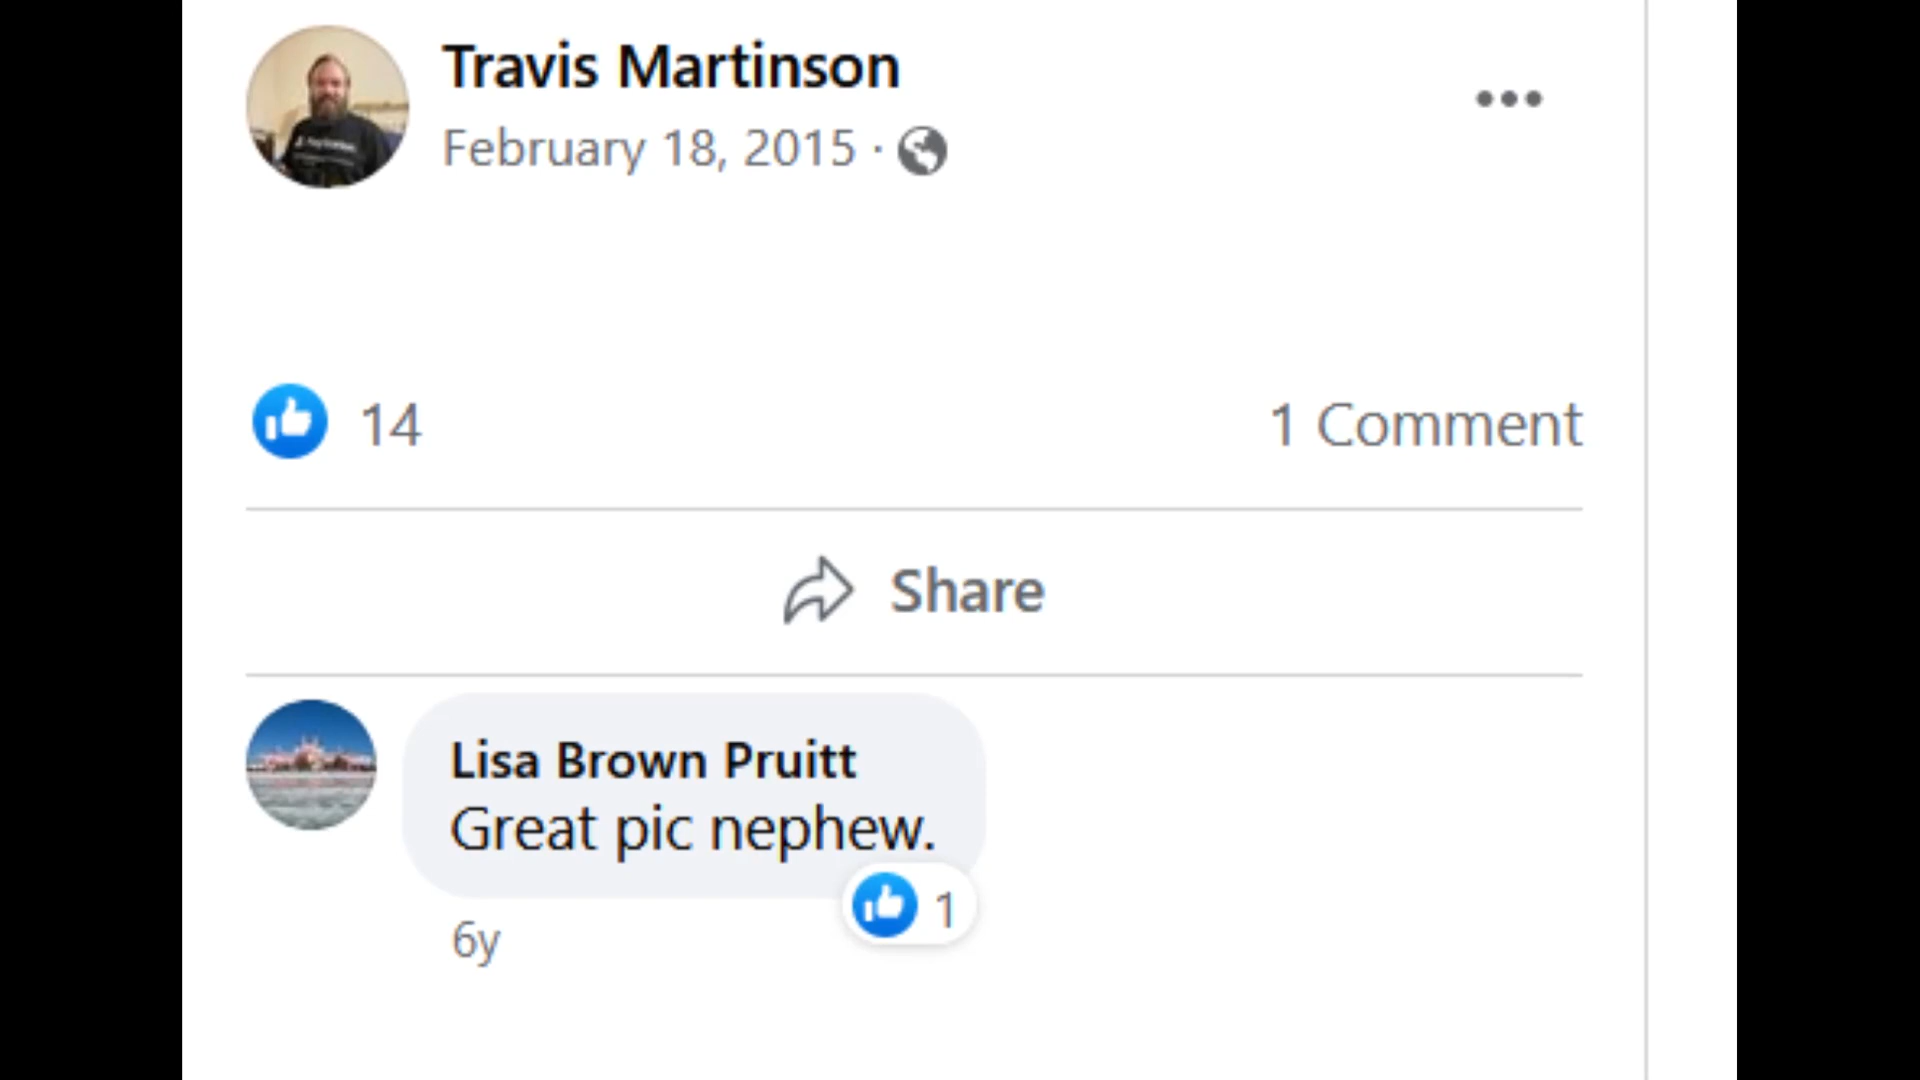 Travis Martinson
February 18, 2015 ·
14
1 Comment
Share
Lisa Brown Pruitt
Great pic nephew.
1
6y